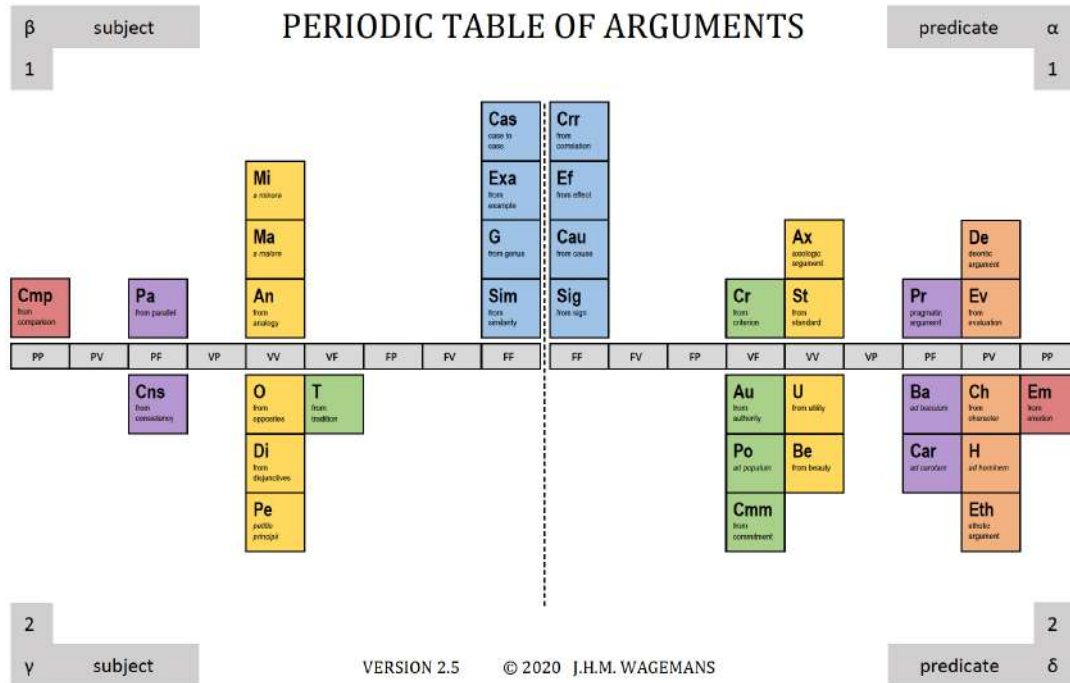 PERIODIC TABLE OF ARGUMENTS
β subject
1
predicate α
1
Cas
case to
case
Crr
from
correlation
Mi
a minore
Exa
from
example
Ef
from effect
Ma
a maiore
G
from genus
Cau
from cause
Ax
axiologic
argument
De
deontic
argument
Cmp
from
comparison
Pa
from parallel
An
from
analogy
Sim
from
similarity
Sig
from sign
Cr
from
criterion
St
from
standard
Pr
pragmatic
argument
Ev
from
evaluation
PP PV PF VP VV VF FP FV FF FF FV FP VF VV VP PF PV PP
Cns
from
consistency
O
from
opposites
T
from
tradition
Au
from
authority
U
from utility
Ba
ad baculum
Ch
from
character
Em
from
emotion
Di
from
disjunctives
Po
ad populum
Be
from beauty
Car
ad carotam
H
ad hominem
Pe
petitio
principii
Cmm
from
commitment
Eth
ethotic
argument
2
γ subject
VERSION 2.5 © 2020 J.H.M. WAGEMANS
2
predicate δ